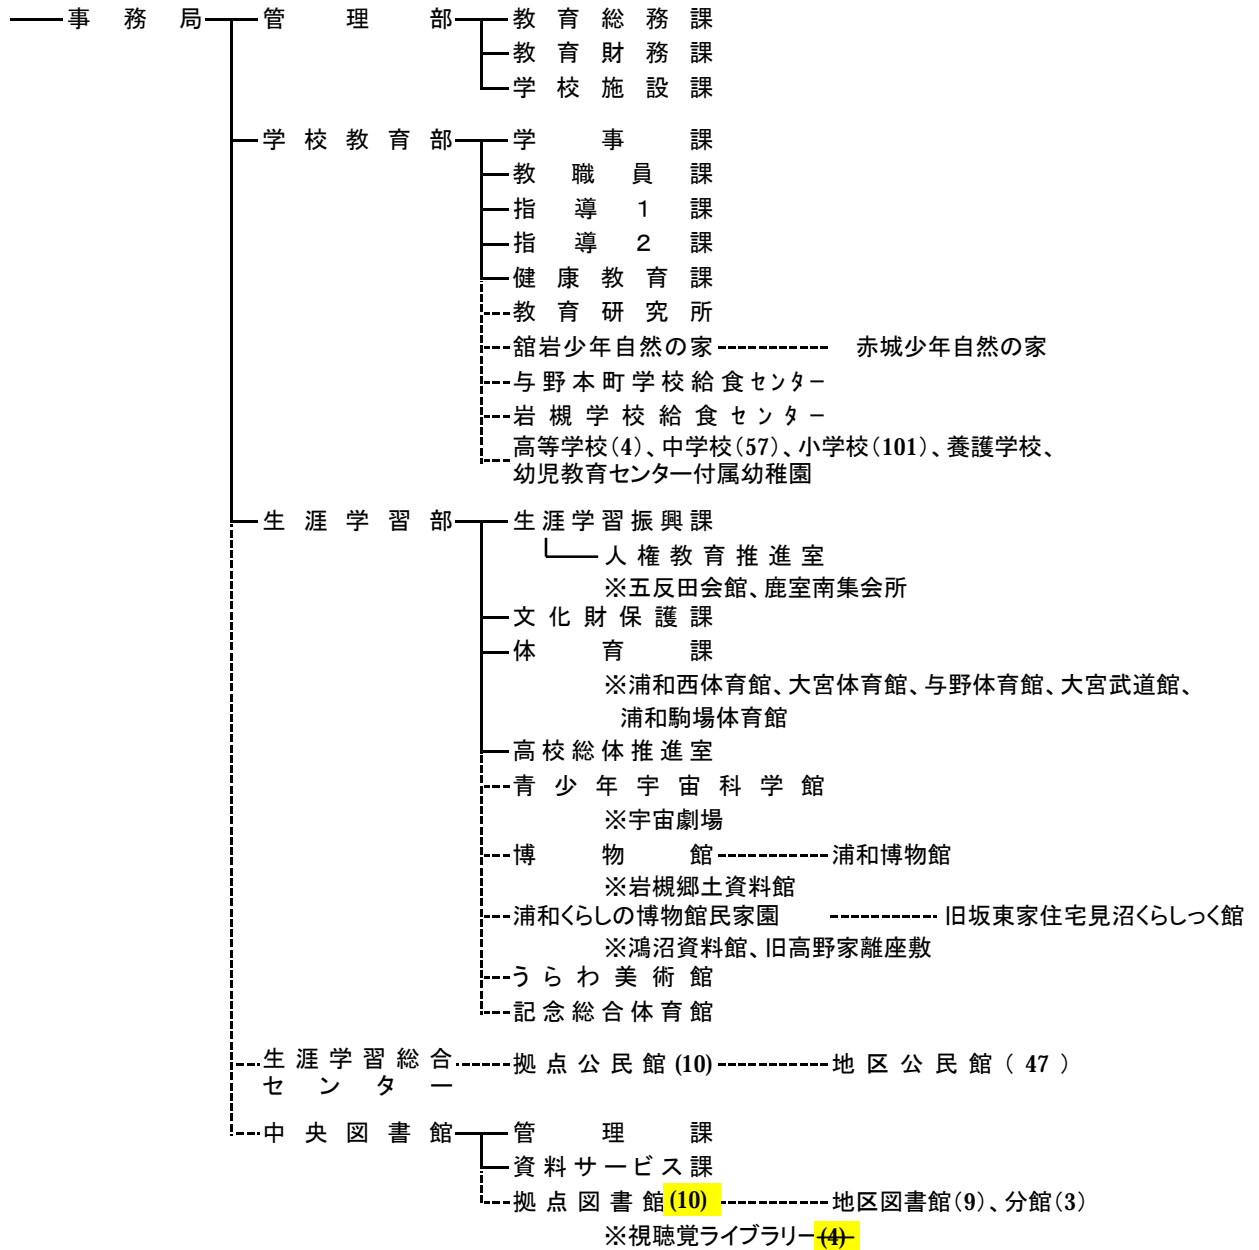 事務局 管理部 教育総務課
教育財務課
学校施設課
学校教育部 学事課
教職員課
指導1課
指導2課
健康教育課
教育研究所
舘岩少年自然の家 赤城少年自然の家
与野本町学校給食センター
岩槻学校給食センター
高等学校(4)、中学校(57)、小学校(101)、養護学校、
幼児教育センター付属幼稚園
生涯学習部 生涯学習振興課
人権教育推進室
※五反田会館、鹿室南集会所
文化財保護課
体育課
※浦和西体育館、大宮体育館、与野体育館、大宮武道館、
浦和駒場体育館
高校総体推進室
青少年宇宙科学館
※宇宙劇場
博物館 浦和博物館
※岩槻郷土資料館
浦和くらしの博物館民家園 旧坂東家住宅見沼くらしっく館
※鴻沼資料館、旧高野家離座敷
うらわ美術館
記念総合体育館
生涯学習総合 拠点公民館(10) 地区公民館(47)
センター
中央図書館 管理課
資料サービス課
拠点図書館(10) 地区図書館(9)、分館(3)
※視聴覚ライブラリー(4)